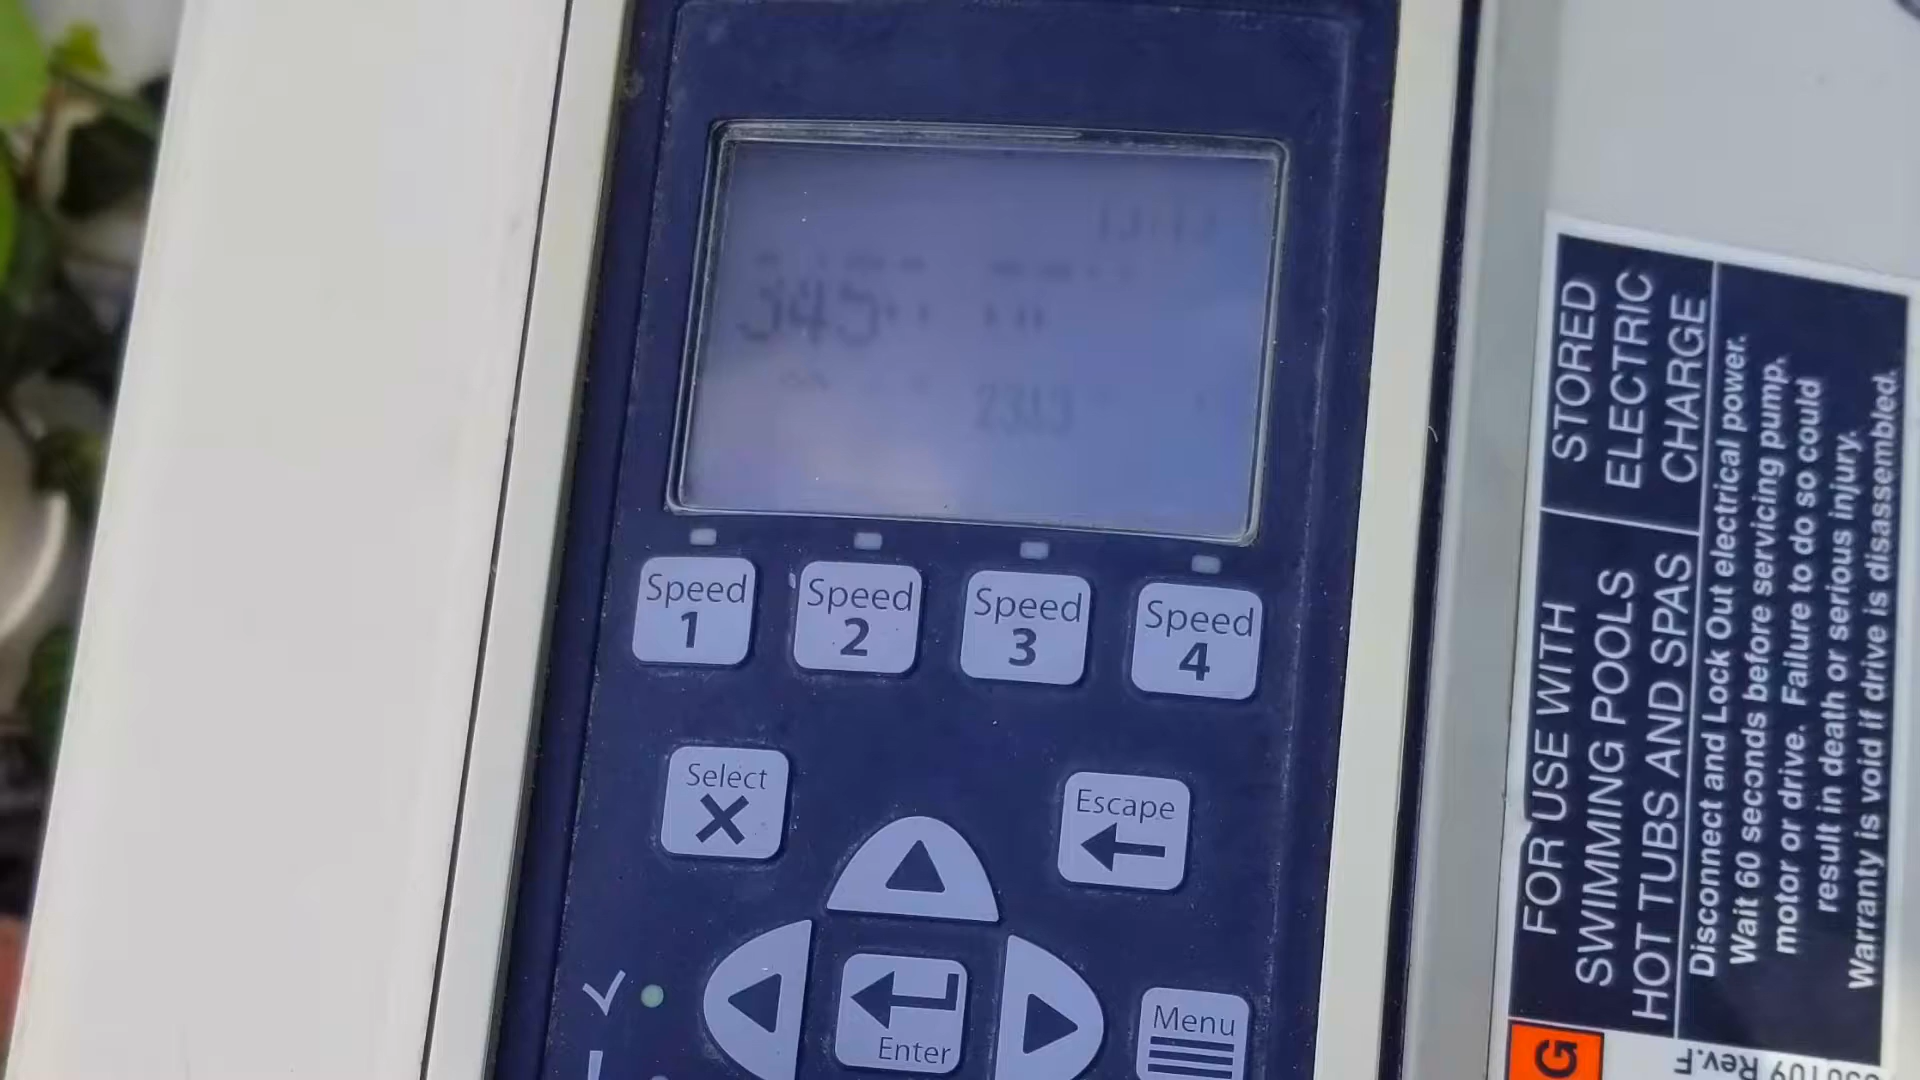 Speed
1
Speed
2
Speed
3
Speed
4
Select
Escape
Enter
Menu
STORED
ELECTRIC
CHARGE
FOR USE WITH
SWIMMING POOLS
HOT TUBS AND SPAS
Disconnect and Lock Out electrical power.
Wait 60 seconds before servicing pump,
motor or drive. Failure to do so could
result in death or serious injury.
Warranty is void if drive is disassembled.
G
Rev.F